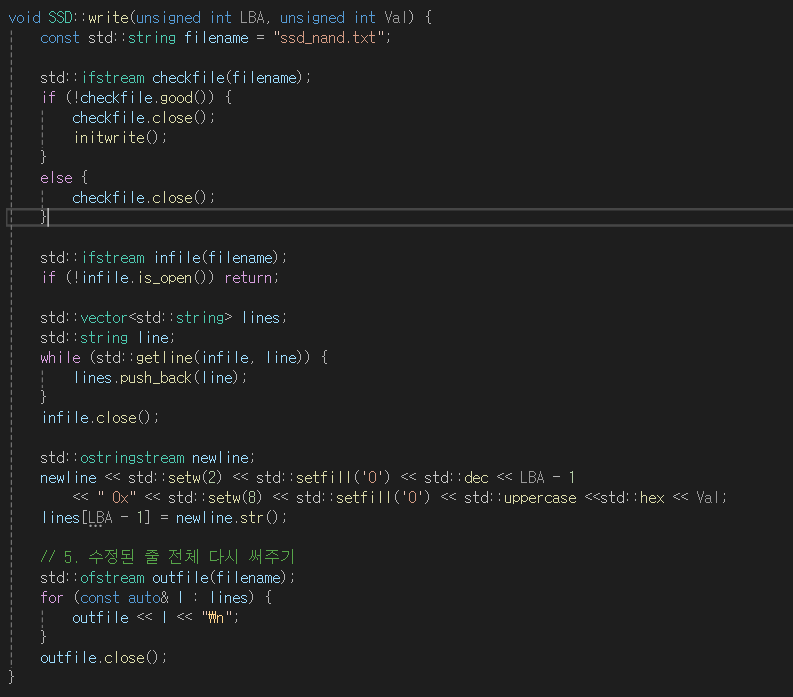 void SSD::write(unsigned int LBA, unsigned int Val) {
    const std::string filename = "ssd_nand.txt";

    std::ifstream checkfile(filename);
    if (!checkfile.good()) {
        checkfile.close();
        initwrite();
    }
    else {
        checkfile.close();
    }

    std::ifstream infile(filename);
    if (!infile.is_open()) return;

    std::vector<std::string> lines;
    std::string line;
    while (std::getline(infile, line)) {
        lines.push_back(line);
    }
    infile.close();

    std::ostringstream newline;
    newline << std::setw(2) << std::setfill('0') << std::dec << LBA - 1
        << " 0x" << std::setw(8) << std::setfill('0') << std::uppercase <<std::hex << Val;
    lines[LBA - 1] = newline.str();

    // 5. 수정된 줄 전체 다시 써주기
    std::ofstream outfile(filename);
    for (const auto& l : lines) {
        outfile << l << "₩n";
    }
    outfile.close();
}